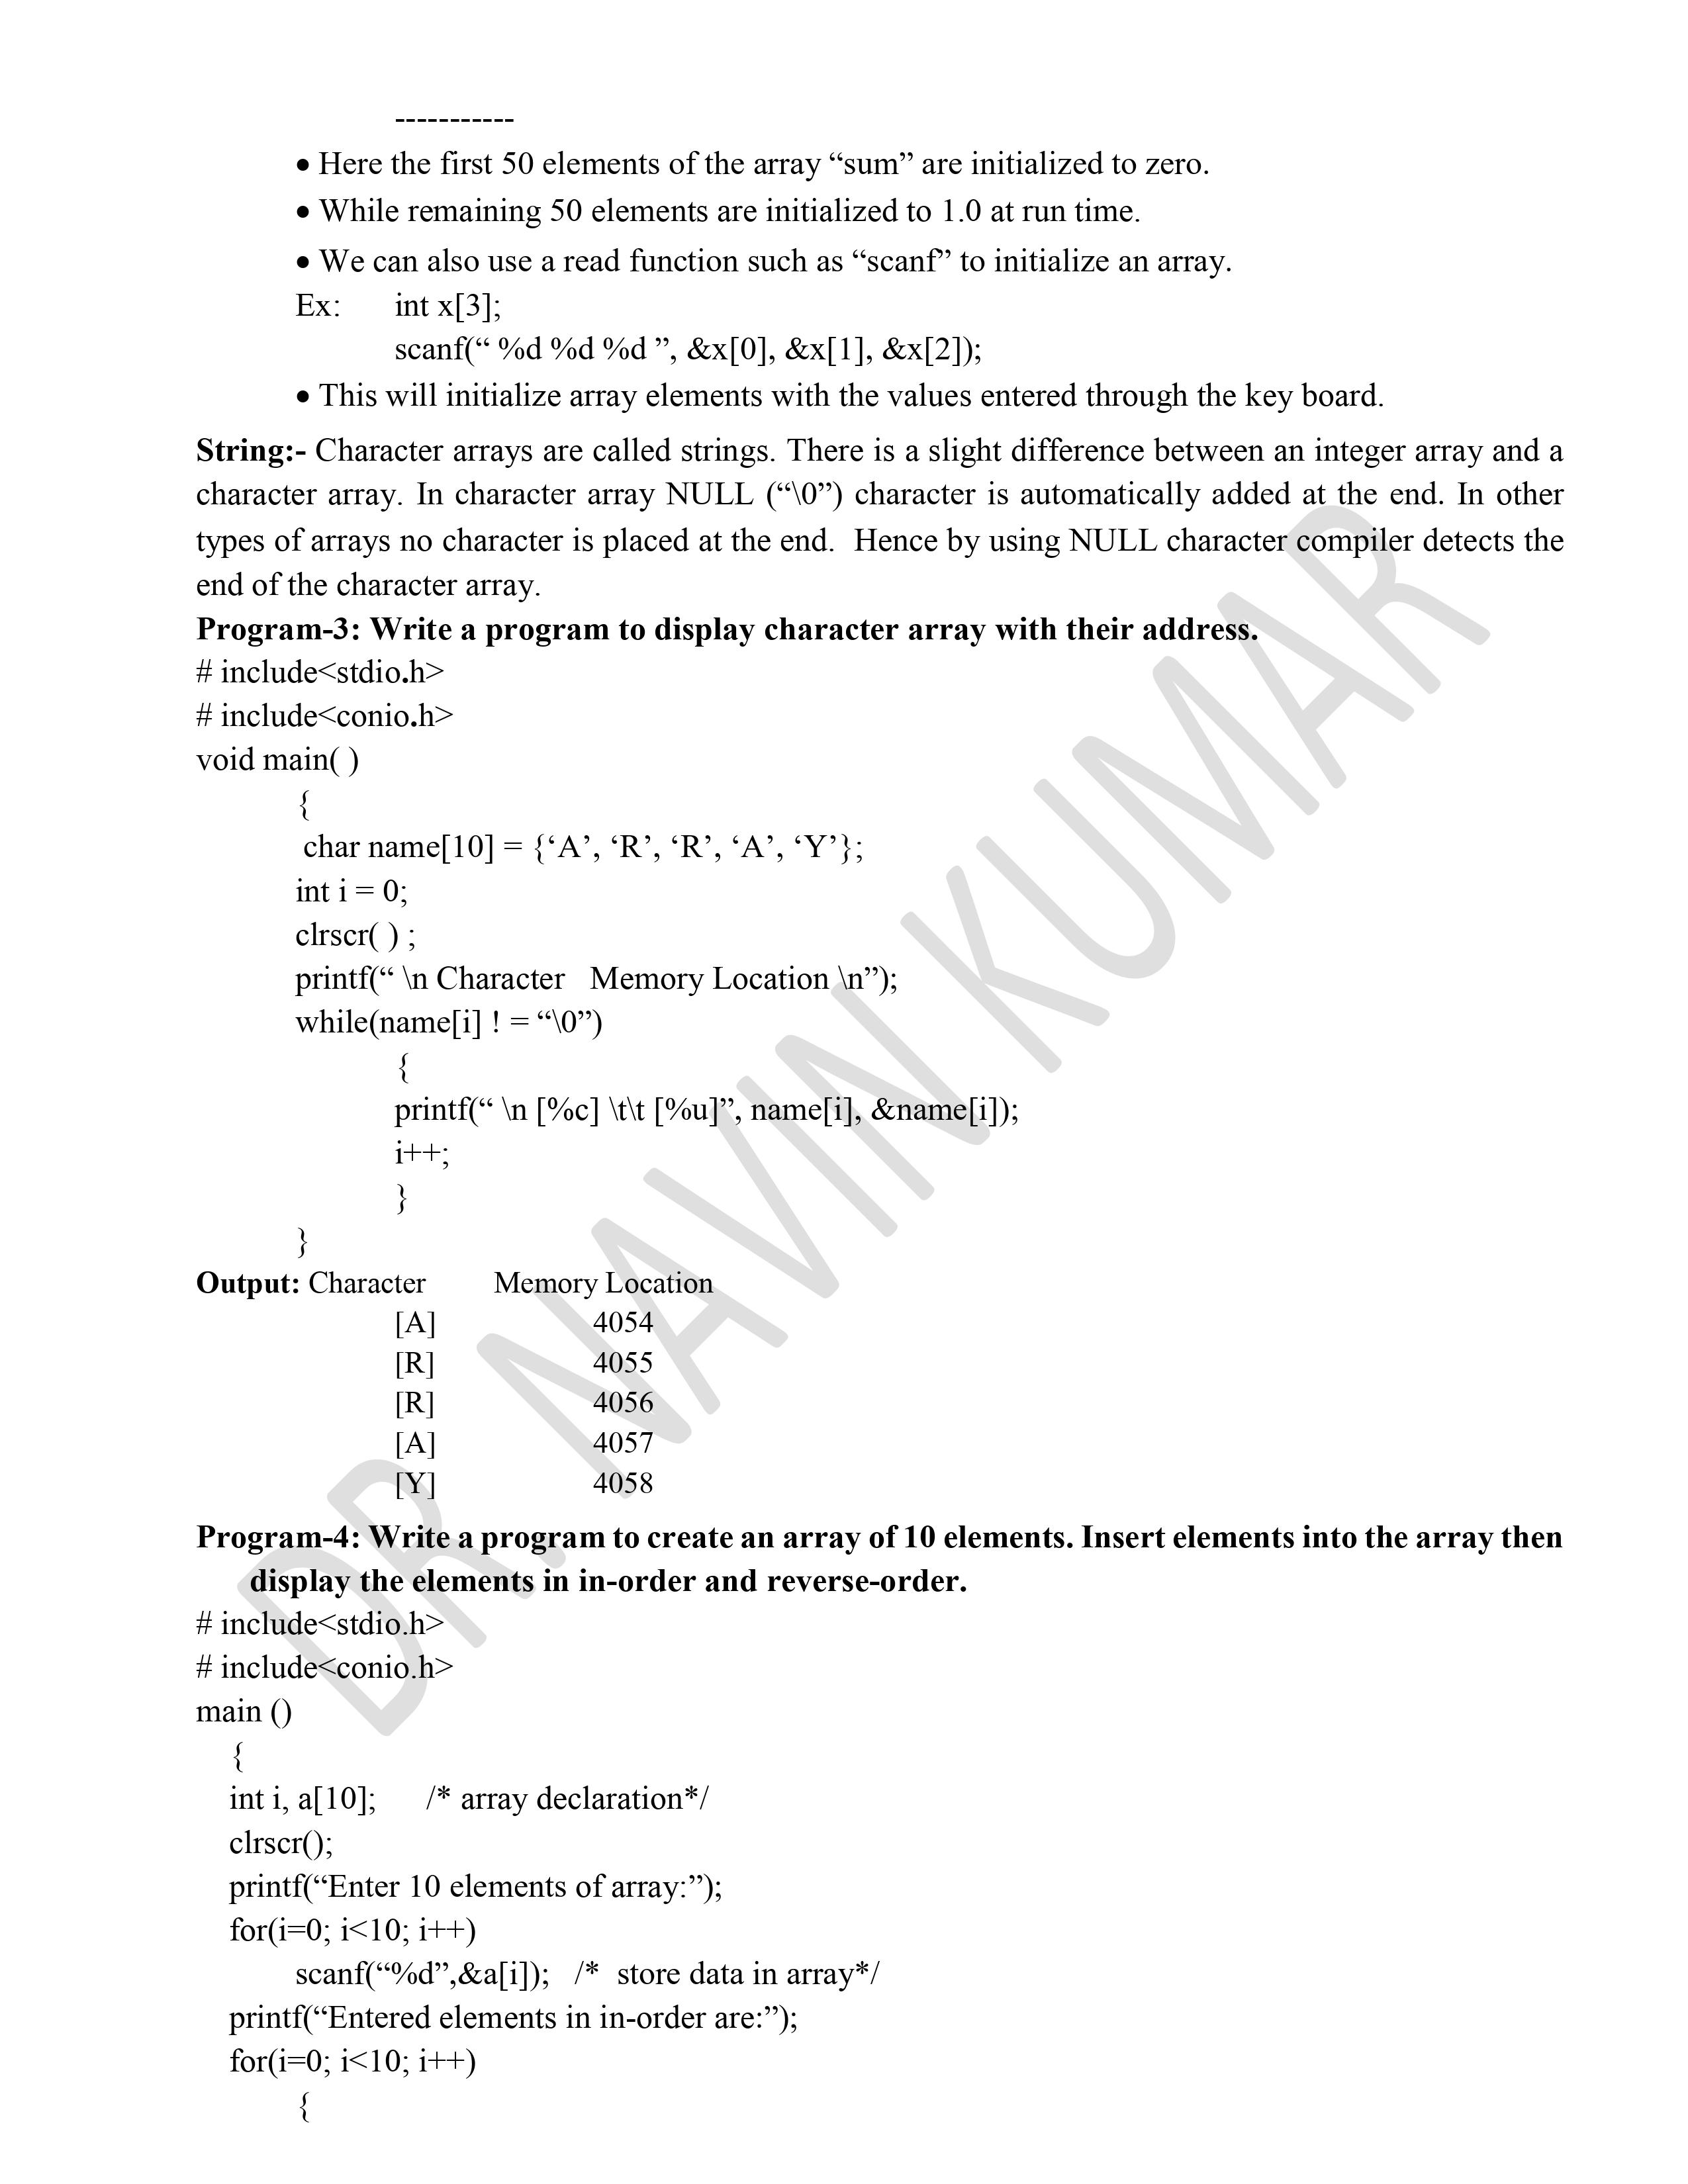 -----------
• Here the first 50 elements of the array “sum” are initialized to zero.
• While remaining 50 elements are initialized to 1.0 at run time.
• We can also use a read function such as “scanf” to initialize an array.
Ex: int x[3];
scanf(“ %d %d %d ”, &x[0], &x[1], &x[2]);
• This will initialize array elements with the values entered through the key board.
String:- Character arrays are called strings. There is a slight difference between an integer array and a
character array. In character array NULL (“\0”) character is automatically added at the end. In other
types of arrays no character is placed at the end. Hence by using NULL character compiler detects the
end of the character array.
Program-3: Write a program to display character array with their address.
# include<stdio.h>
# include<conio.h>
void main( )
{
char name[10] = {‘A’, ‘R’, ‘R’, ‘A’, ‘Y’};
int i = 0;
clrscr( ) ;
printf(“ \n Character Memory Location \n”);
while(name[i] ! = “\0”)
{
printf(“ \n [%c] \t\t [%u]”, name[i], &name[i]);
i++;
}
}
Output: Character Memory Location
[A] 4054
[R] 4055
[R] 4056
[A] 4057
[Y] 4058
Program-4: Write a program to create an array of 10 elements. Insert elements into the array then
display the elements in in-order and reverse-order.
# include<stdio.h>
# include<conio.h>
main ()
{
int i, a[10]; /* array declaration*/
clrscr();
printf(“Enter 10 elements of array:”);
for(i=0; i<10; i++)
scanf(“%d”,&a[i]); /* store data in array*/
printf(“Entered elements in in-order are:”);
for(i=0; i<10; i++)
{
DR. NAVIN KUMAR